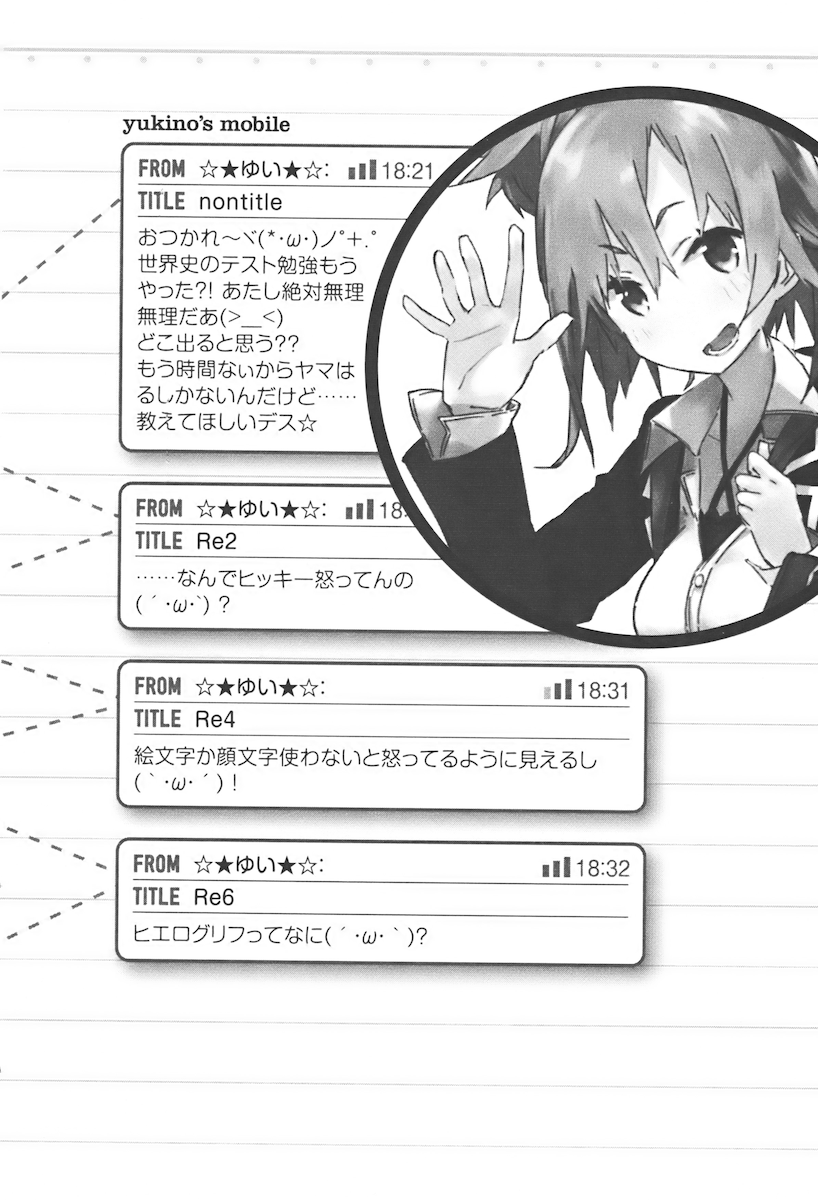 yukino's mobile
FROM ☆★ゆい★☆: 18:21
TITLE nontitle
おつかれ～ヾ(*･ω･)ノ゜+.゜
世界史のテスト勉強もう
やった?! あたし絶対無理
無理だあ(>__<)
どこ出ると思う??
もう時間なぃからヤマは
るしかないんだけど……
教えてほしいデス☆
FROM ☆★ゆい★☆: 18:
TITLE Re2
……なんでヒッキー怒ってんの
(´･ω･`)？
FROM ☆★ゆい★☆: 18:31
TITLE Re4
絵文字か顔文字使わないと怒ってるように見えるし
(｀･ω･´)！
FROM ☆★ゆい★☆: 18:32
TITLE Re6
ヒエログリフってなに(´･ω･｀)?